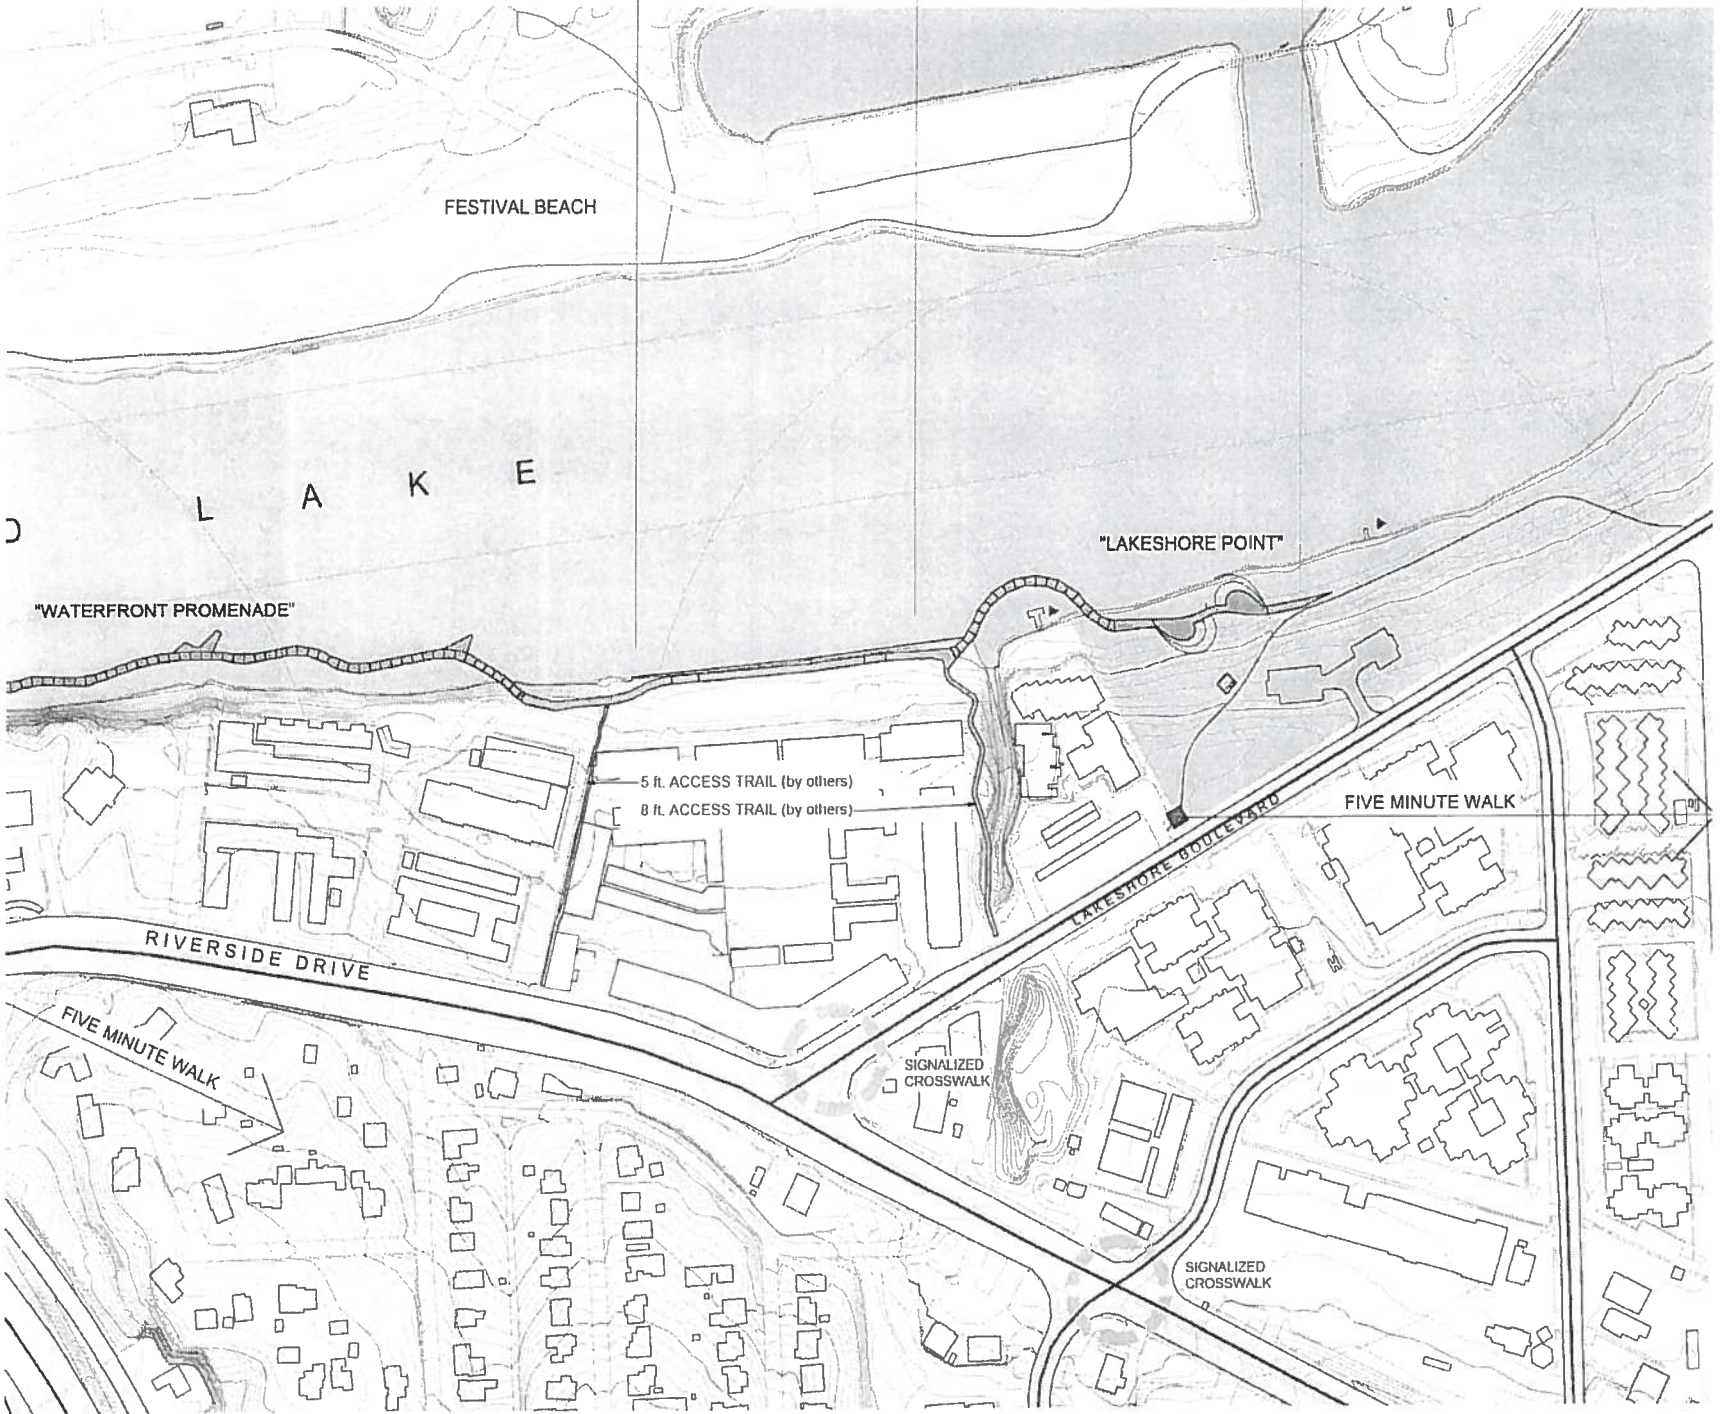 FESTIVAL BEACH
D L A K E
"LAKESHORE POINT"
"WATERFRONT PROMENADE"
5 ft. ACCESS TRAIL (by others)
8 ft. ACCESS TRAIL (by others)
FIVE MINUTE WALK
LAKESHORE BOULEVARD
RIVERSIDE DRIVE
FIVE MINUTE WALK
SIGNALIZED
CROSSWALK
SIGNALIZED
CROSSWALK